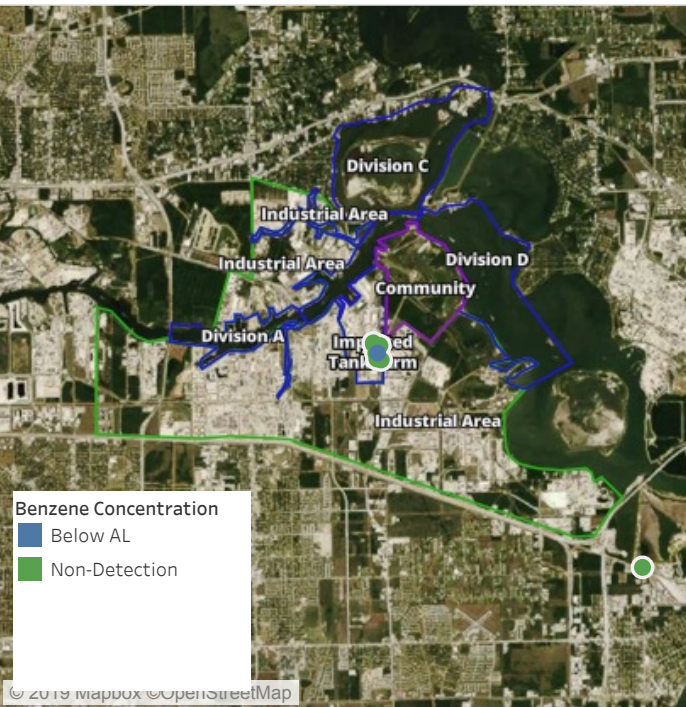 Division C
Industrial Area
Industrial Area
Division D
Community
Division A
Industrial Area
Benzene Concentration
Below AL
Non-Detection
© 2019 Mapbox ©OpenStreetMap